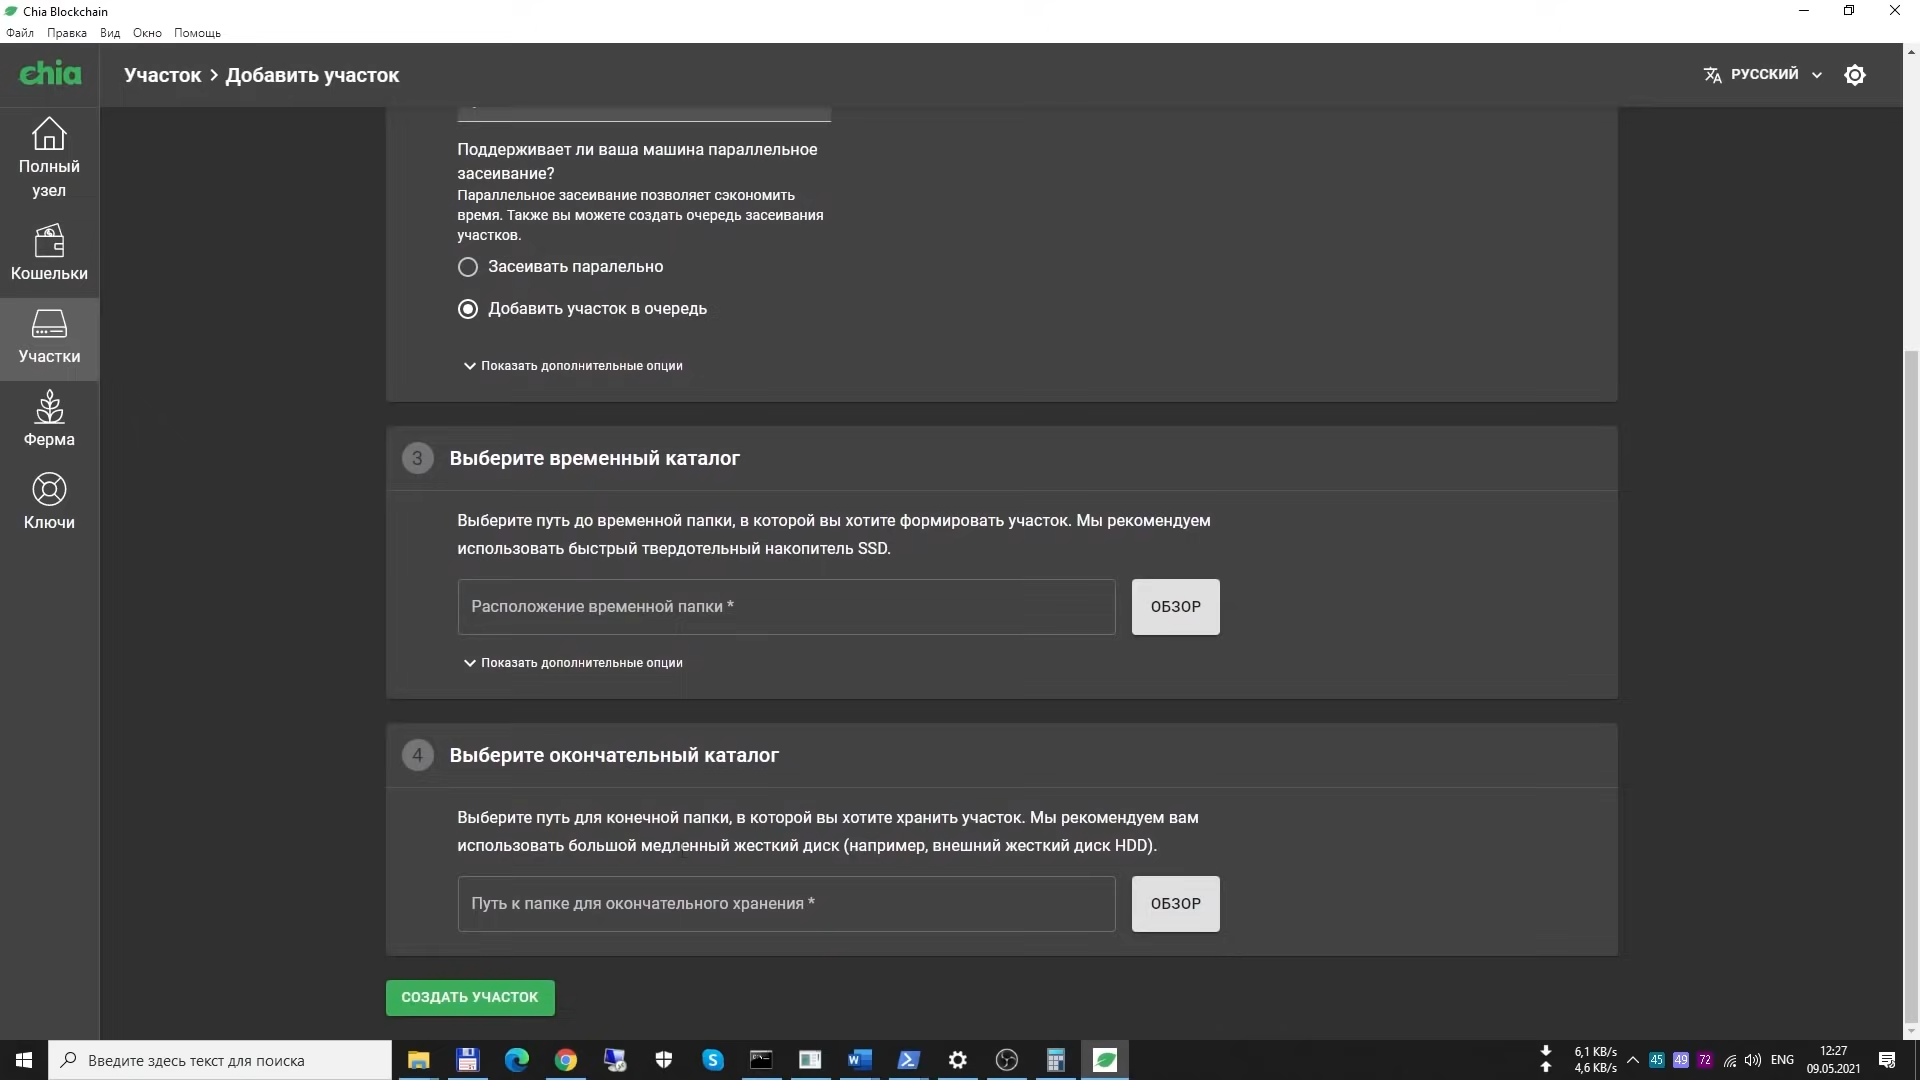 Chia Blockchain
Файл Правка Вид Окно Помощь
chia
Участок > Добавить участок
РУССКИЙ
Полный
узел
Кошельки
Участки
Ферма
Ключи
Поддерживает ли ваша машина параллельное
засеивание?
Параллельное засеивание позволяет сэкономить
время. Также вы можете создать очередь засеивания
участков.
Засеивать паралельно
Добавить участок в очередь
Показать дополнительные опции
3 Выберите временный каталог
Выберите путь до временной папки, в которой вы хотите формировать участок. Мы рекомендуем
использовать быстрый твердотельный накопитель SSD.
Расположение временной папки *
ОБЗОР
Показать дополнительные опции
4 Выберите окончательный каталог
Выберите путь для конечной папки, в которой вы хотите хранить участок. Мы рекомендуем вам
использовать большой медленный жесткий диск (например, внешний жесткий диск HDD).
Путь к папке для окончательного хранения *
ОБЗОР
СОЗДАТЬ УЧАСТОК
Введите здесь текст для поиска
6,1 KB/s
4,6 KB/s
45 49 72
ENG
12:27
09.05.2021